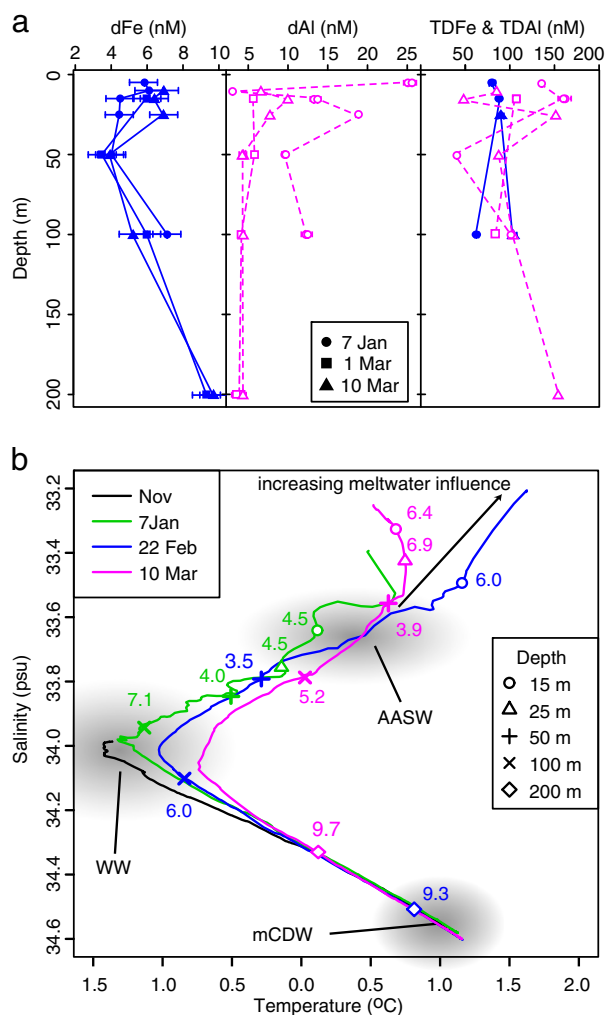 a
dFe (nM)
dAl (nM)
TDFe & TDAl (nM)
2 4 6 8 10
5 10 15 20 25
50 100 150 200
0
50
100
150
200
Depth (m)
7 Jan
1 Mar
10 Mar
b
Nov
7Jan
22 Feb
10 Mar
increasing meltwater influence
6.4
6.9
6.0
4.5
3.9
4.5
3.5
4.0
5.2
7.1
6.0
9.7
9.3
AASW
WW
mCDW
Depth
15 m
25 m
50 m
100 m
200 m
33.2
33.4
33.6
33.8
34.0
34.2
34.4
34.6
Salinity (psu)
1.5 1.0 0.5 0.0 0.5 1.0 1.5 2.0
Temperature (ºC)